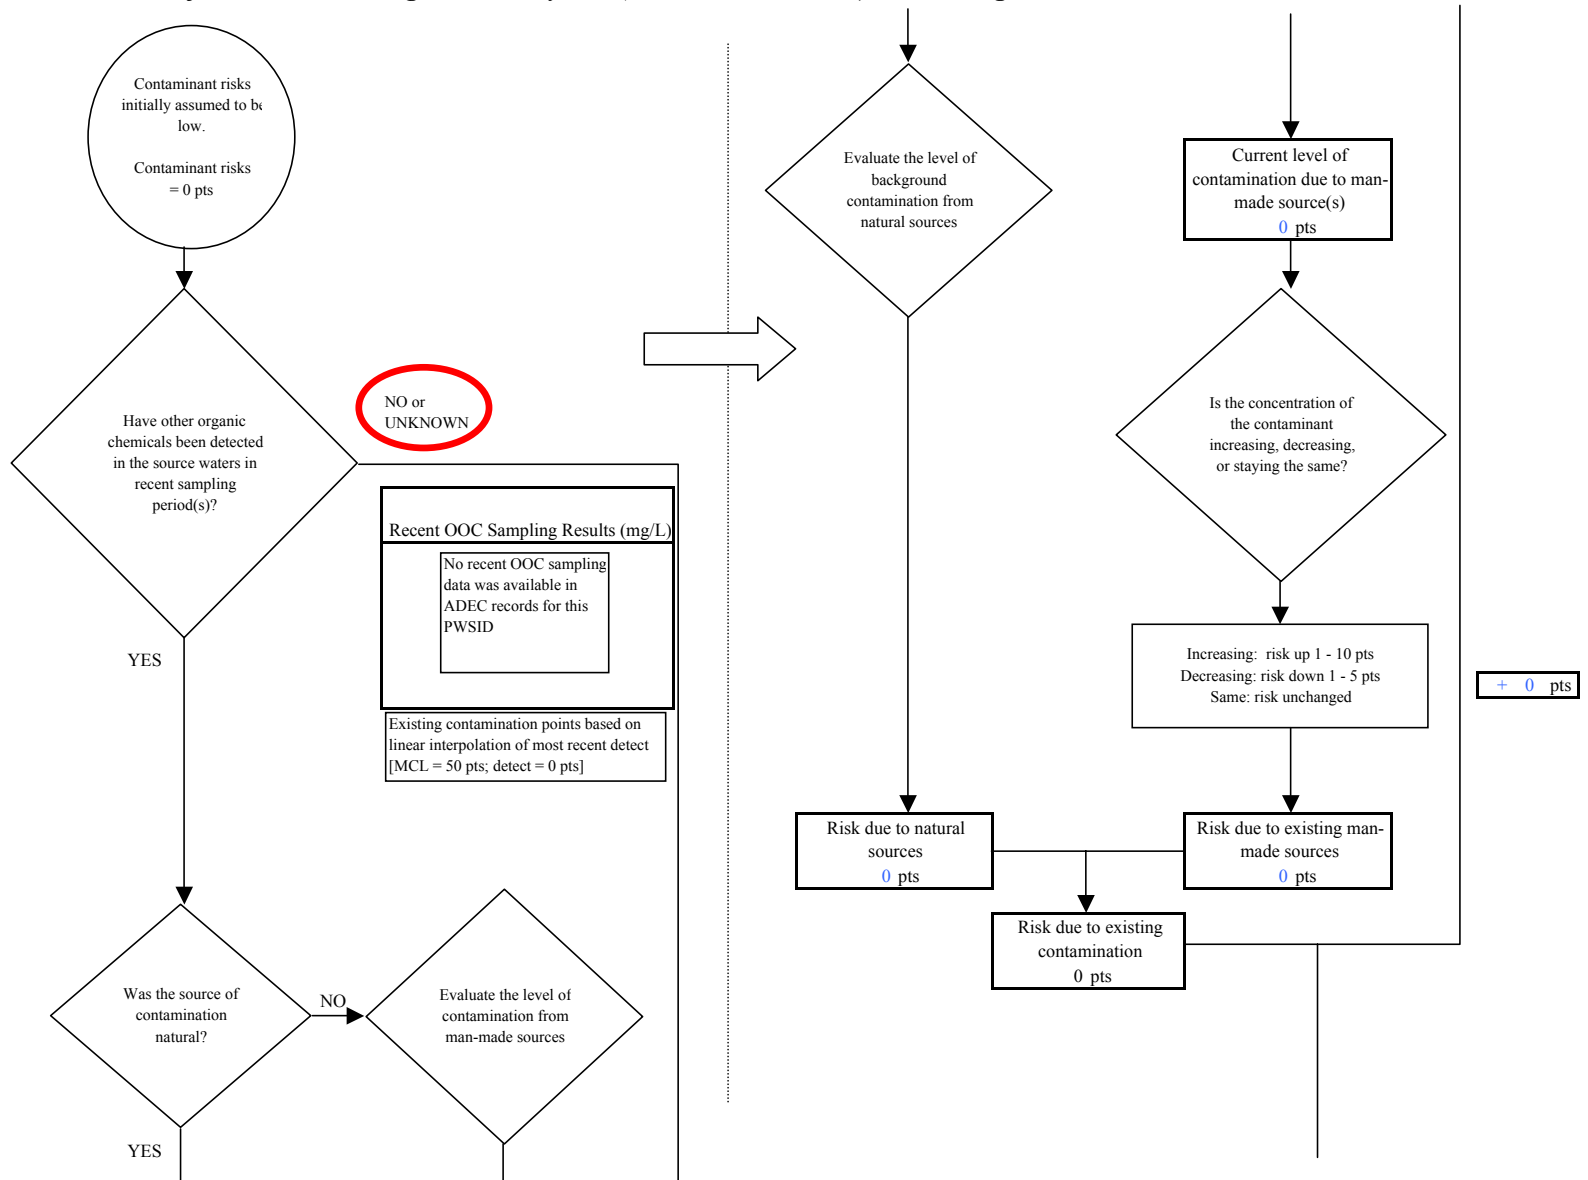 Contaminant risks
initially assumed to be
low.
Contaminant risks
= 0 pts
Have other organic
chemicals been detected
in the source waters in
recent sampling
period(s)?
NO or
UNKNOWN
Recent OOC Sampling Results (mg/L)
No recent OOC sampling
data was available in
ADEC records for this
PWSID
Existing contamination points based on
linear interpolation of most recent detect
[MCL = 50 pts; detect = 0 pts]
YES
Was the source of
contamination
natural?
NO
Evaluate the level of
contamination from
man-made sources
YES
Evaluate the level of
background
contamination from
natural sources
Current level of
contamination due to man-
made source(s)
0 pts
Is the concentration of
the contaminant
increasing, decreasing,
or staying the same?
Increasing: risk up 1 - 10 pts
Decreasing: risk down 1 - 5 pts
Same: risk unchanged
+ 0 pts
Risk due to natural
sources
0 pts
Risk due to existing man-
made sources
0 pts
Risk due to existing
contamination
0 pts